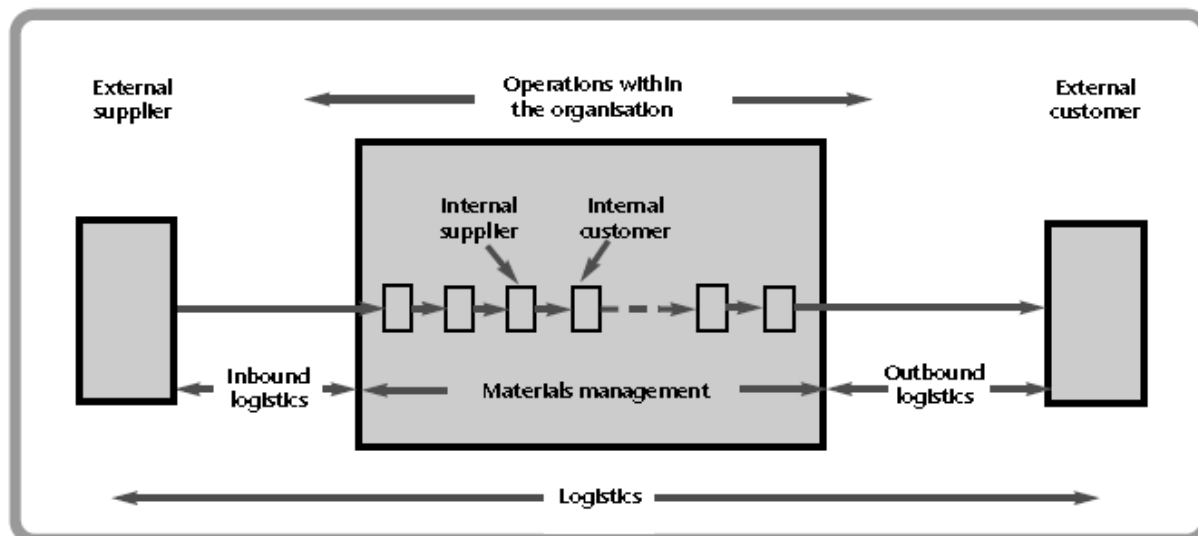 External
supplier
Operations within
the organisation
External
customer
Internal
supplier
Internal
customer
Inbound
logistics
Materials management
Outbound
logistics
Logistics